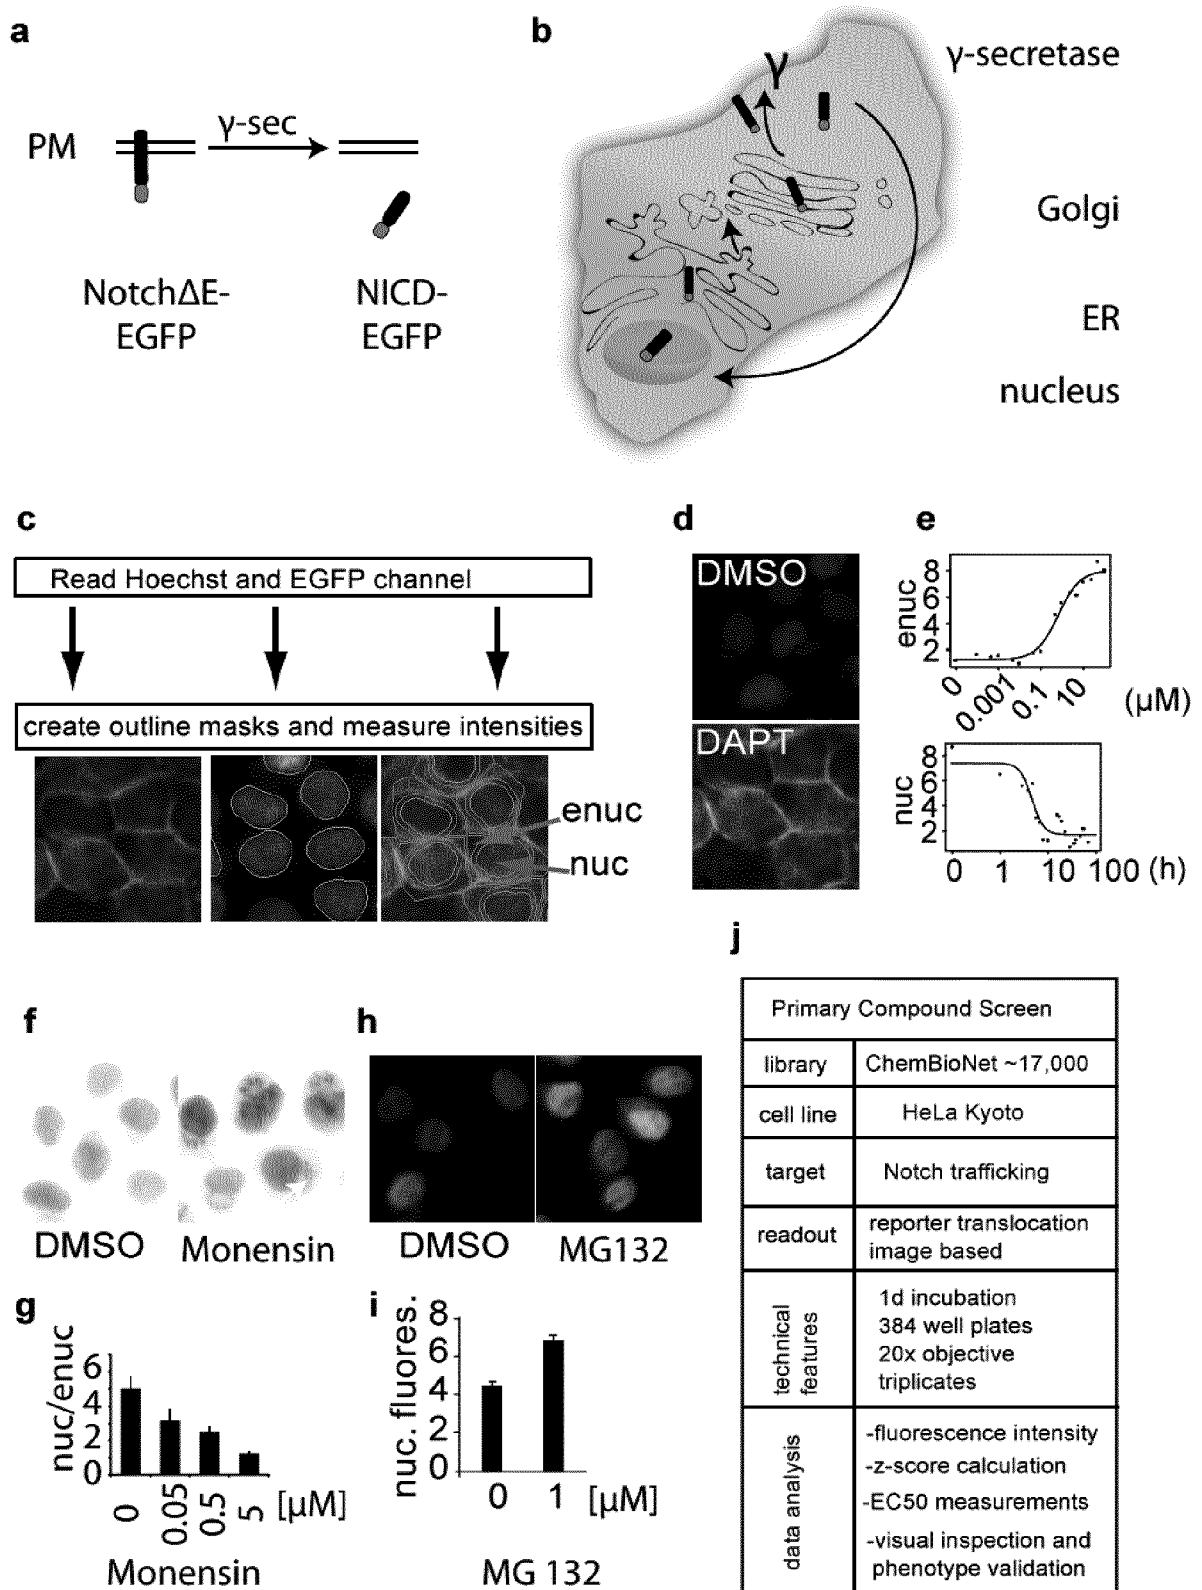 a
PM
γ-sec
NotchΔE-
EGFP
NICD-
EGFP
b
γ
γ-secretase
Golgi
ER
nucleus
c
Read Hoechst and EGFP channel
create outline masks and measure intensities
enuc
nuc
d
DMSO
DAPT
e
enuc
8
6
4
2
0
0.001
0.1
10
(μM)
nuc
8
6
4
2
0 1 10 100 (h)
f
DMSO Monensin
g
nuc/enuc
6
4
2
0
0 0.05 0.5 5 [μM]
Monensin
h
DMSO MG132
i
nuc. fluores.
8
6
4
2
0
0 1 [μM]
MG 132
j
Primary Compound Screen
library ChemBioNet ~17,000
cell line HeLa Kyoto
target Notch trafficking
readout reporter translocation
image based
technical
features
1d incubation
384 well plates
20x objective
triplicates
data analysis
-fluorescence intensity
-z-score calculation
-EC50 measurements
-visual inspection and
phenotype validation